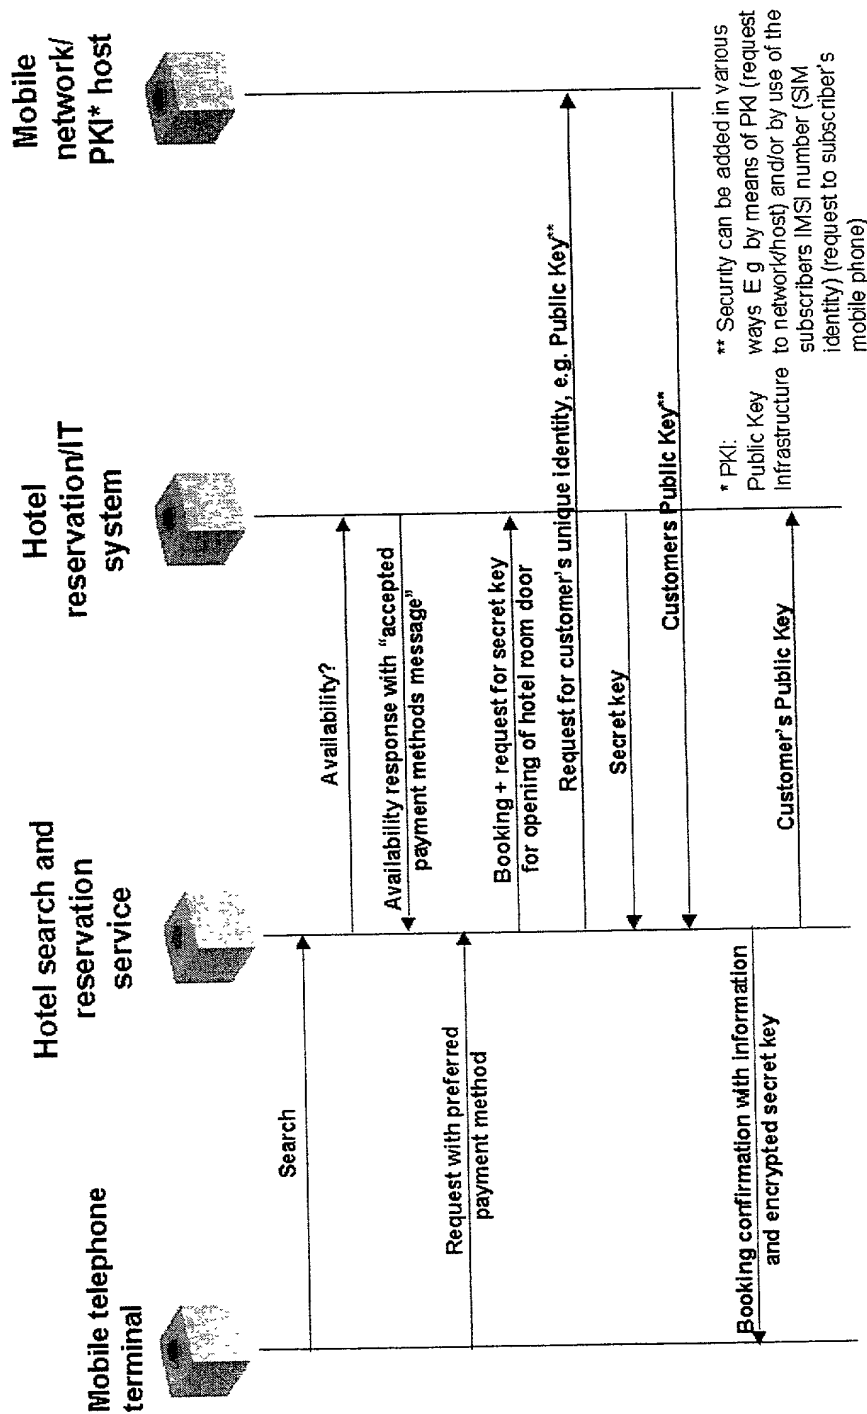 Mobile telephone
terminal
Hotel search and
reservation
service
Hotel
reservation/IT
system
Mobile
network/
PKI* host
Search
Availability?
Availability response with “accepted
payment methods message”
Request with preferred
payment method
Booking + request for secret key
for opening of hotel room door
Request for customer’s unique identity, e.g. Public Key**
Secret key
Customers Public Key**
Booking confirmation with information
and encrypted secret key
Customer’s Public Key
* PKI:
Public Key
Infrastructure
** Security can be added in various
ways E g by means of PKI (request
to network/host) and/or by use of the
subscribers IMSI number (SIM
identity) (request to subscriber’s
mobile phone)